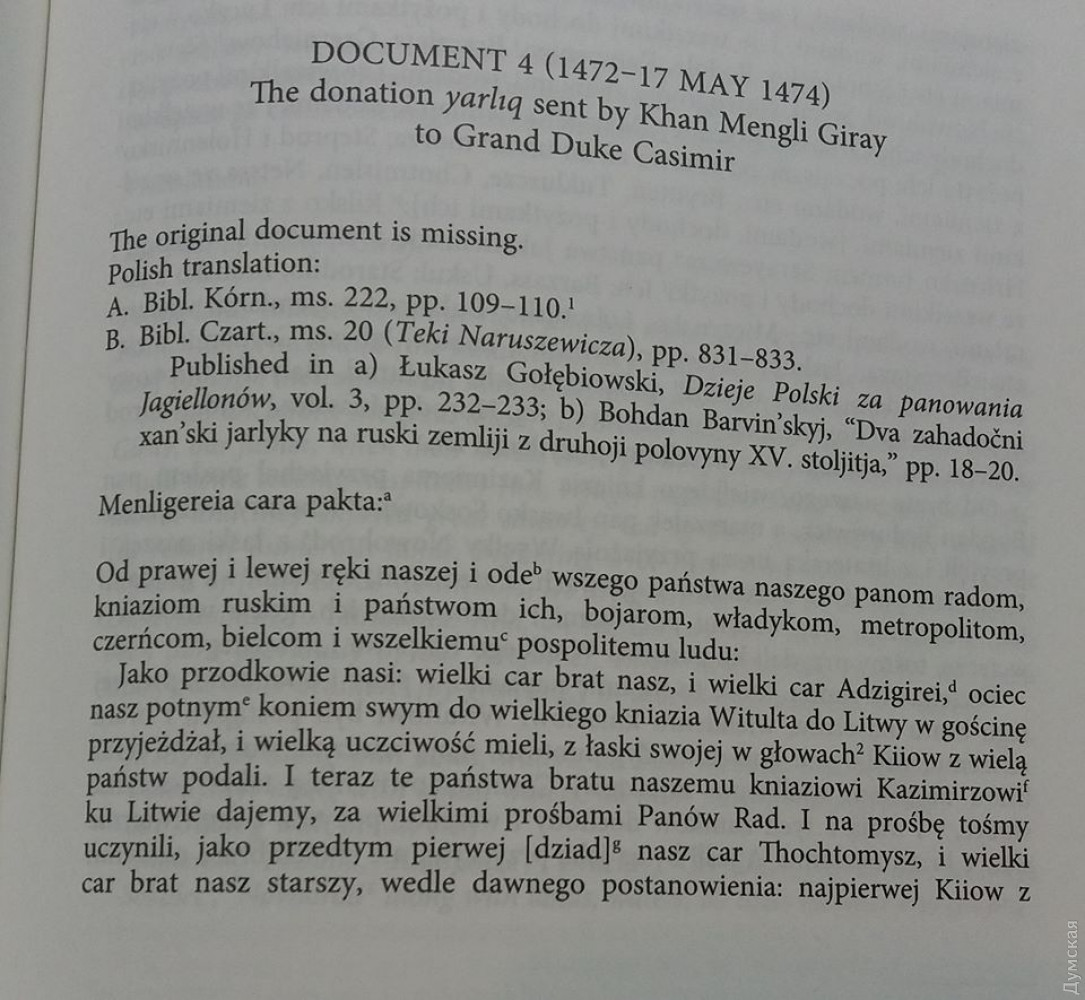 DOCUMENT 4 (1472–17 MAY 1474)
The donation yarlıq sent by Khan Mengli Giray
to Grand Duke Casimir
The original document is missing.
Polish translation:
A. Bibl. Kórn., ms. 222, pp. 109–110.¹
B. Bibl. Czart., ms. 20 (Teki Naruszewicza), pp. 831–833.
Published in a) Łukasz Gołębiowski, Dzieje Polski za panowania
Jagiellonów, vol. 3, pp. 232–233; b) Bohdan Barvin’skyj, “Dva zahadočni
xan’ski jarlyky na ruski zemliji z druhoji polovyny XV. stoljitja,” pp. 18–20.
Menligereia cara pakta:ᵃ
Od prawej i lewej ręki naszej i odeᵇ wszego państwa naszego panom radom,
kniaziom ruskim i państwom ich, bojarom, władykom, metropolitom,
czerńcom, bielcom i wszelkiemuᶜ pospolitemu ludu:
Jako przodkowie nasi: wielki car brat nasz, i wielki car Adzigirei,ᵈ ociec
nasz potnymᵉ koniem swym do wielkiego kniazia Witulta do Litwy w gościnę
przyjeżdżał, i wielką uczciwość mieli, z łaski swojej w głowach² Kiiow z wielą
państw podali. I teraz te państwa bratu naszemu kniaziowi Kazimirzowiᶠ
ku Litwie dajemy, za wielkimi prośbami Panów Rad. I na prośbę tośmy
uczynili, jako przedtym pierwej [dziad]ᵍ nasz car Thochtomysz, i wielki
car brat nasz starszy, wedle dawnego postanowienia: najpierwej Kiiow z
Думская